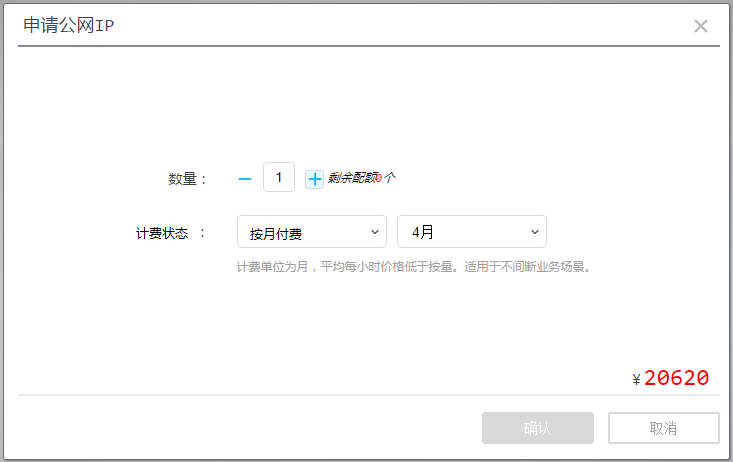 申请公网IP
数量： 1 剩余配额0个
计费状态 ： 按月付费 4月
计费单位为月，平均每小时价格低于按量。适用于不间断业务场景。
¥20620
确认 取消